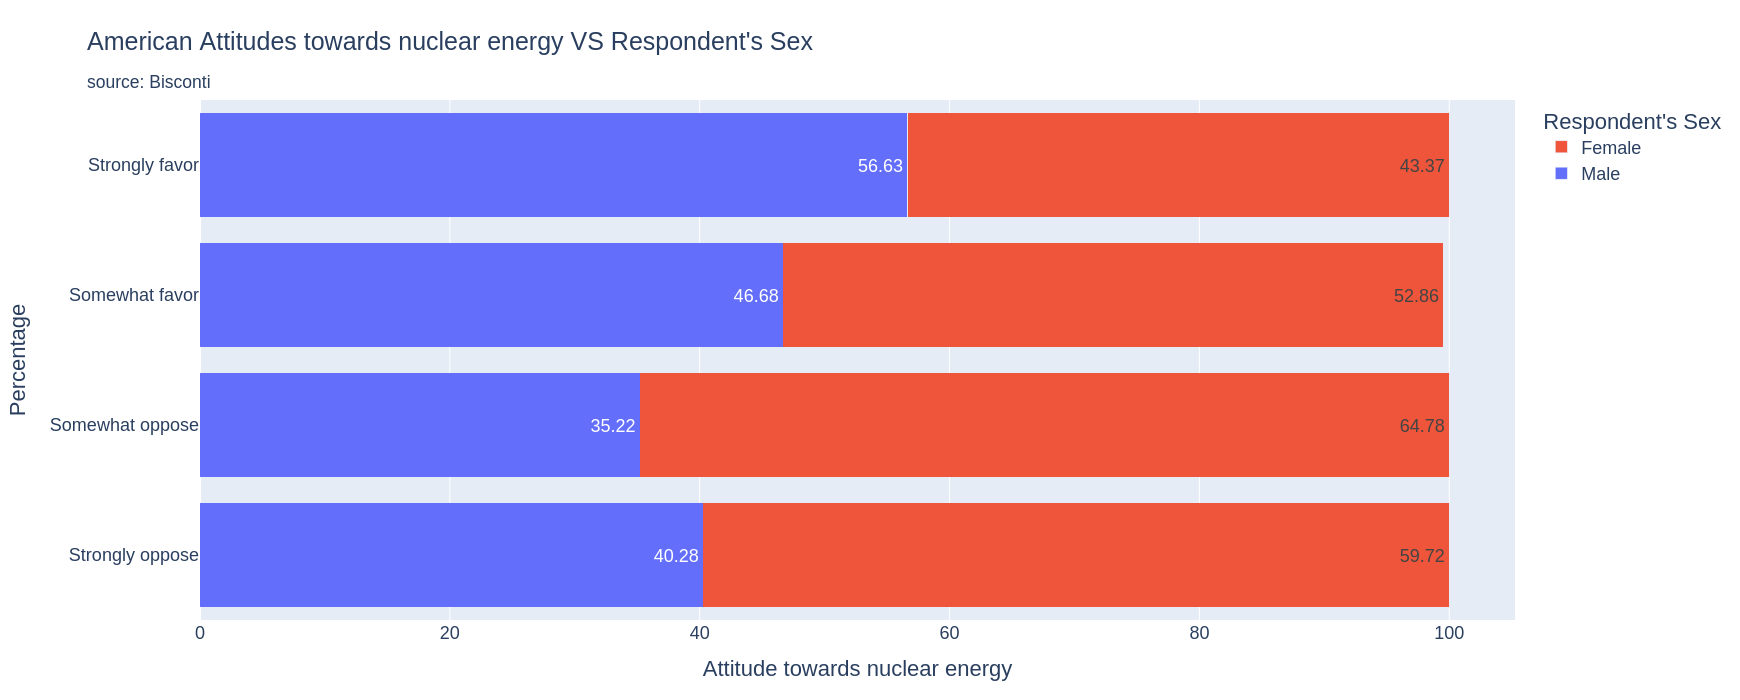 American Attitudes towards nuclear energy VS Respondent's Sex
source: Bisconti
Respondent's Sex
Female
Male
Percentage
Strongly favor
56.63
43.37
Somewhat favor
46.68
52.86
Somewhat oppose
35.22
64.78
Strongly oppose
40.28
59.72
0 20 40 60 80 100
Attitude towards nuclear energy